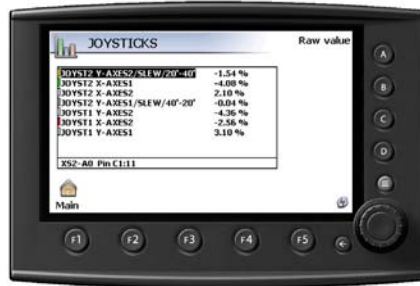 JOYSTICKS
Raw value
JOYST2 Y-AXES2/SLEW/20'-40' -1.54 %
JOYST2 X-AXES1 -4.08 %
JOYST2 X-AXES2 2.10 %
JOYST2 Y-AXES1/SLEW/40'-20' -0.04 %
JOYST1 Y-AXES2 -4.36 %
JOYST1 X-AXES2 -2.56 %
JOYST1 Y-AXES1 3.10 %
XS2-A0 Pin C1:11
Main
A
B
C
D
F1 F2 F3 F4 F5